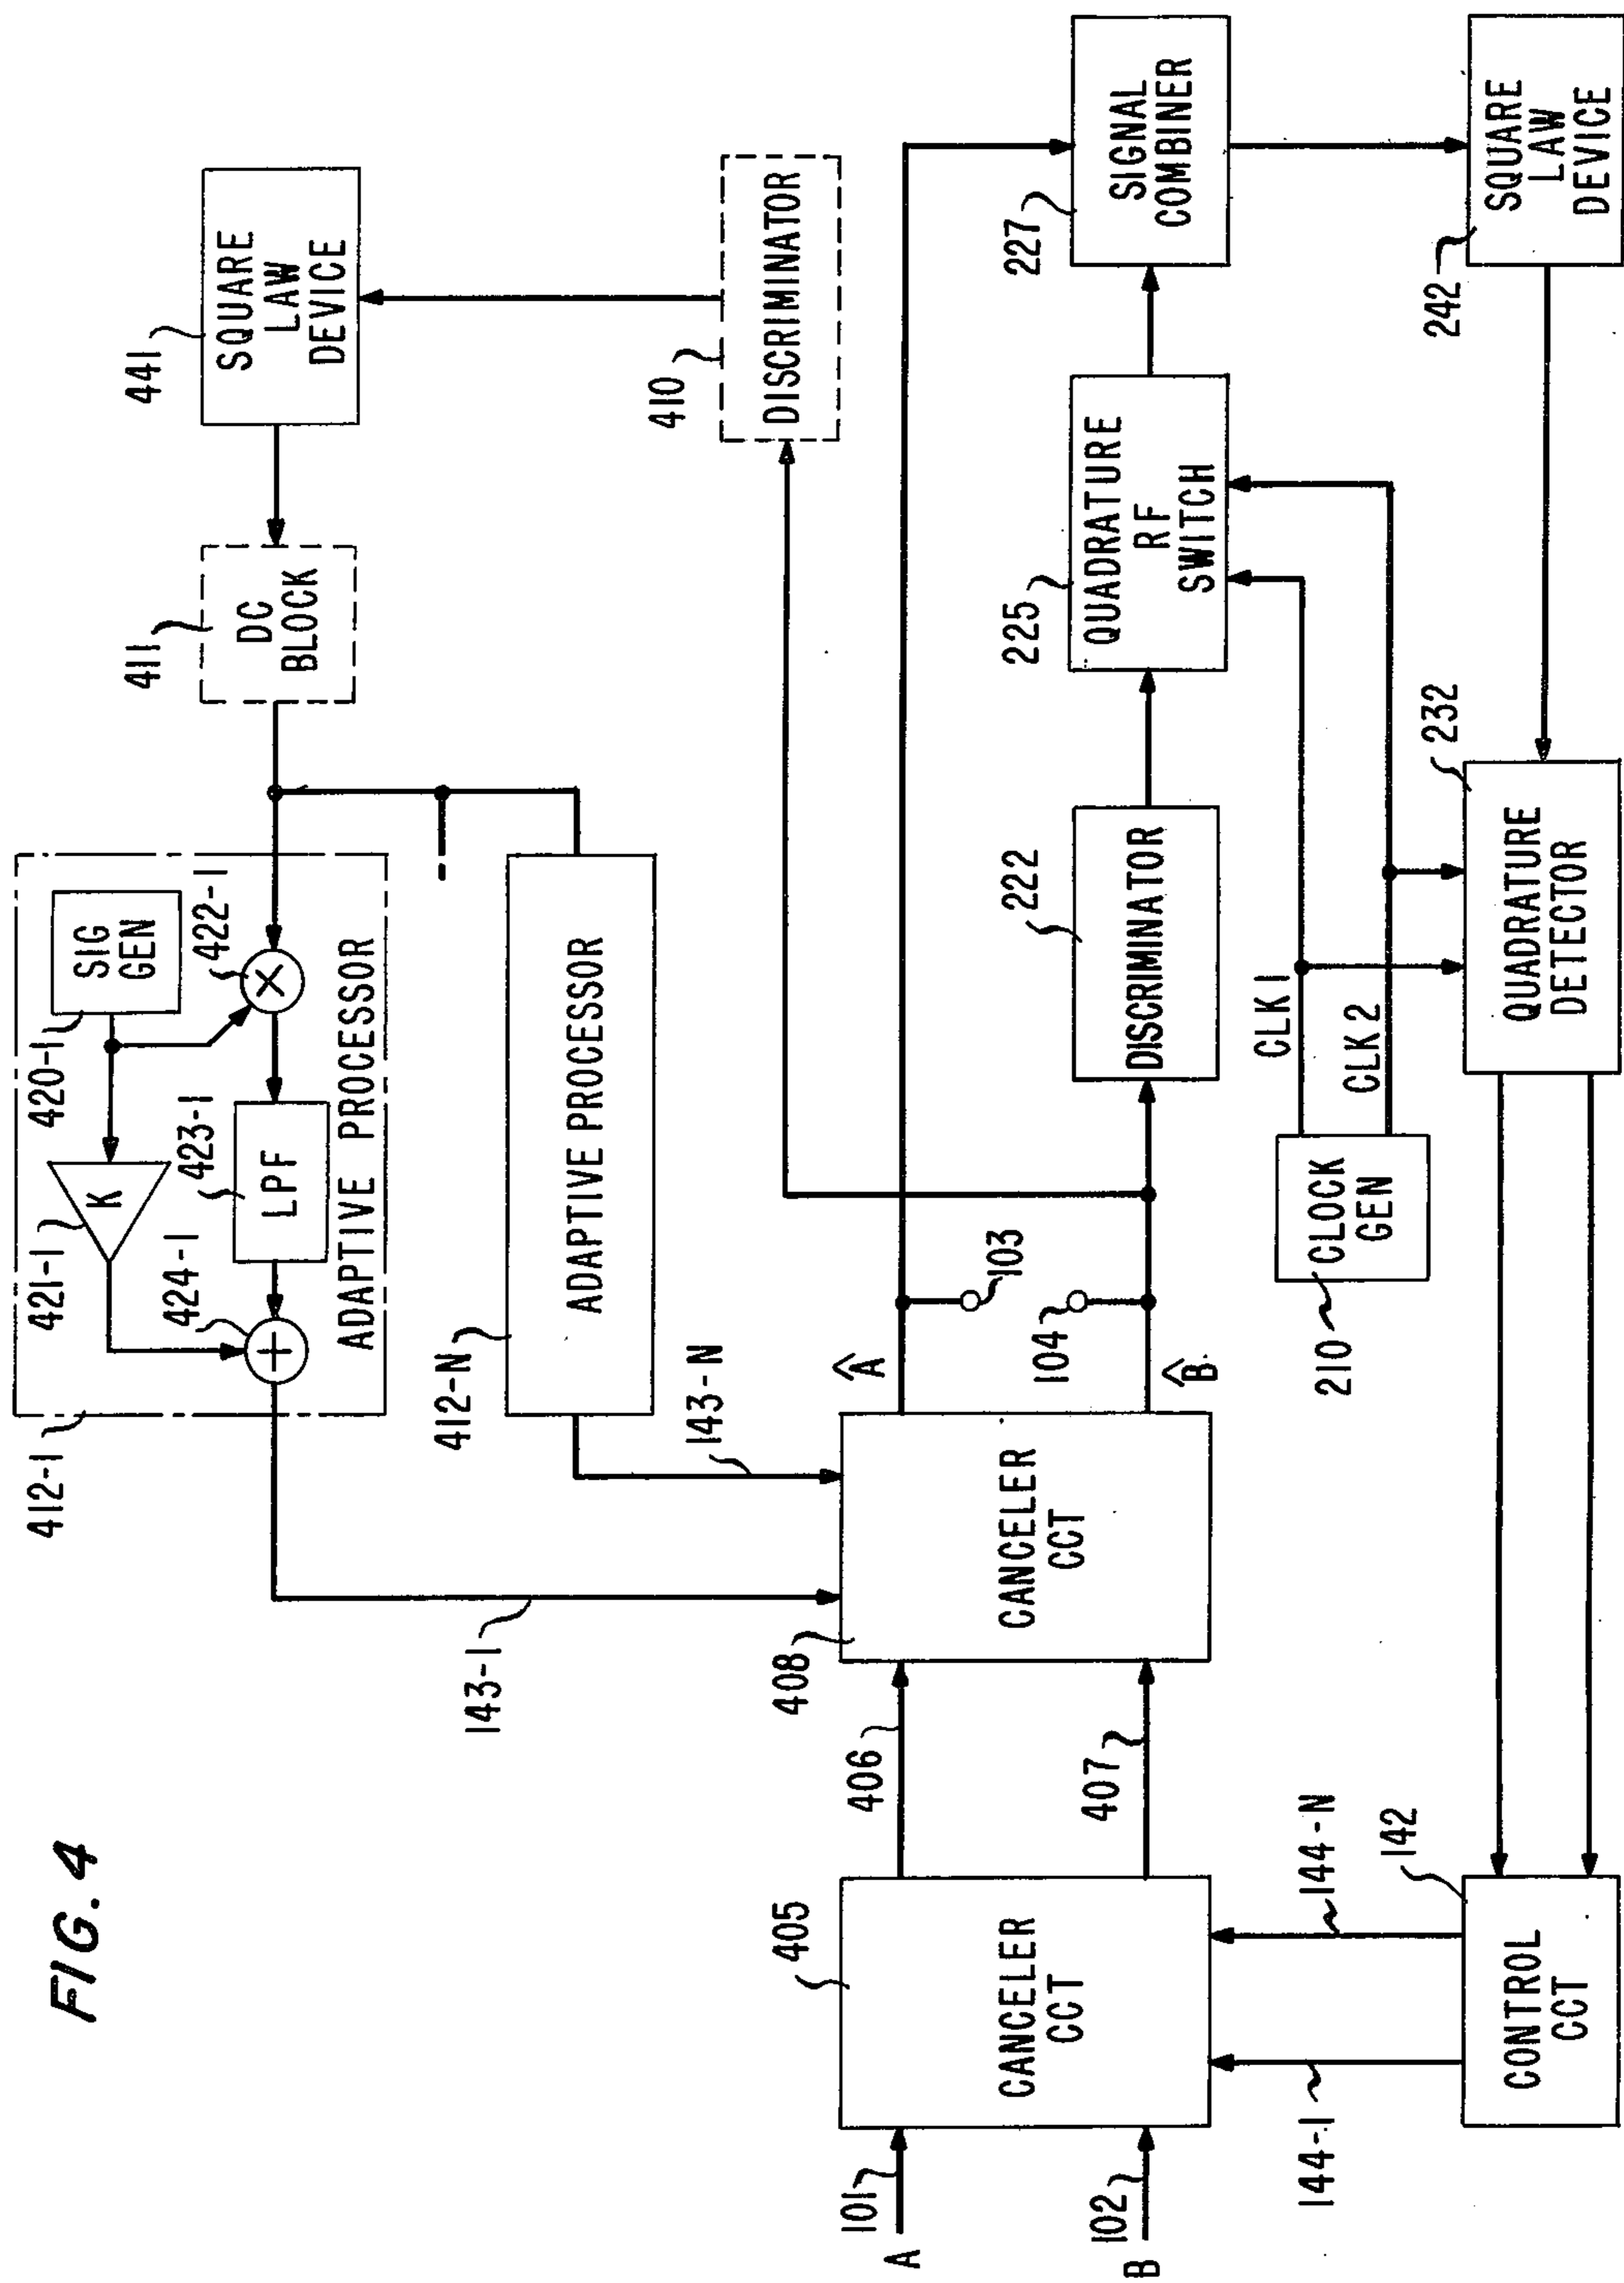 FIG. 4
412-1
420-1
SIG
GEN
422-1
421-1
K
423-1
LPF
424-1
ADAPTIVE PROCESSOR
411
DC
BLOCK
441
SQUARE
LAW
DEVICE
412-N
ADAPTIVE PROCESSOR
143-N
143-1
410
DISCRIMINATOR
A
101
B
102
405
CANCELER
CCT
406
407
408
CANCELER
CCT
Â
B̂
103
104
222
DISCRIMINATOR
225
QUADRATURE
RF
SWITCH
227
SIGNAL
COMBINER
210
CLOCK
GEN
CLK 1
CLK 2
144-1
144-N
142
CONTROL
CCT
232
QUADRATURE
DETECTOR
242
SQUARE
LAW
DEVICE